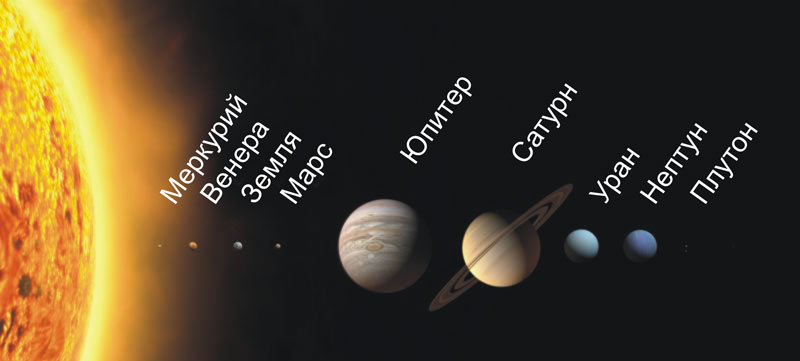 Меркурий
Венера
Земля
Марс
Юпитер
Сатурн
Уран
Нептун
Плутон